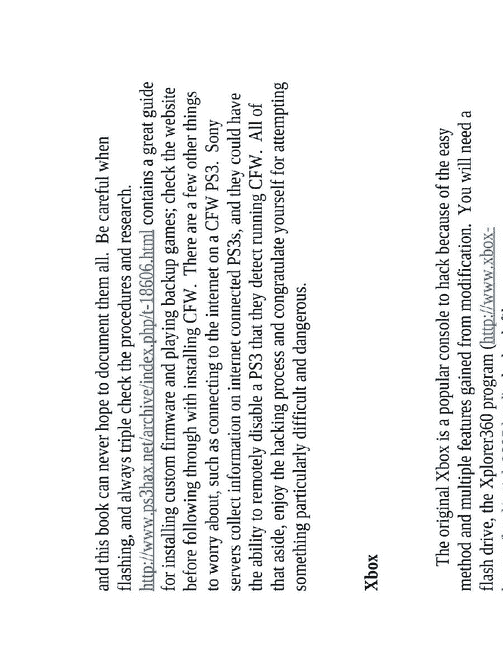 and this book can never hope to document them all.  Be careful when
flashing, and always triple check the procedures and research.
http://www.ps3hax.net/archive/index.php/t-18606.html contains a great guide
for installing custom firmware and playing backup games; check the website
before following through with installing CFW.  There are a few other things
to worry about, such as connecting to the internet on a CFW PS3.  Sony
servers collect information on internet connected PS3s, and they could have
the ability to remotely disable a PS3 that they detect running CFW.  All of
that aside, enjoy the hacking process and congratulate yourself for attempting
something particularly difficult and dangerous.
Xbox
The original Xbox is a popular console to hack because of the easy
method and multiple features gained from modification.  You will need a
flash drive, the Xplorer360 program (http://www.xbox-